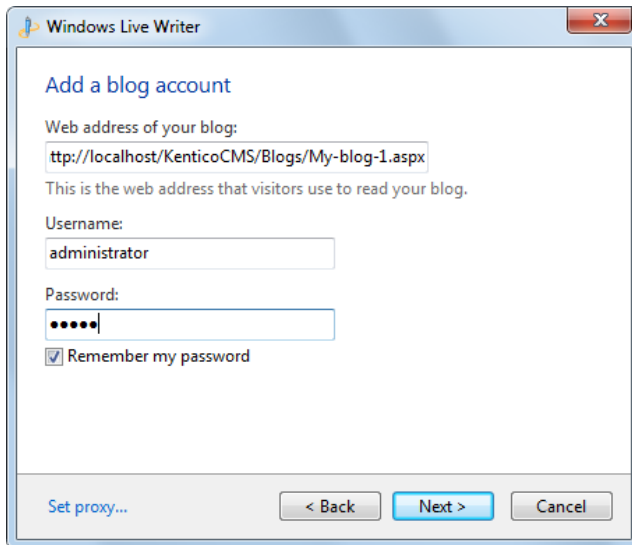 Windows Live Writer
Add a blog account
Web address of your blog:
ttp://localhost/KenticoCMS/Blogs/My-blog-1.aspx
This is the web address that visitors use to read your blog.
Username:
administrator
Password:
●●●●●
Remember my password
Set proxy...
< Back
Next >
Cancel